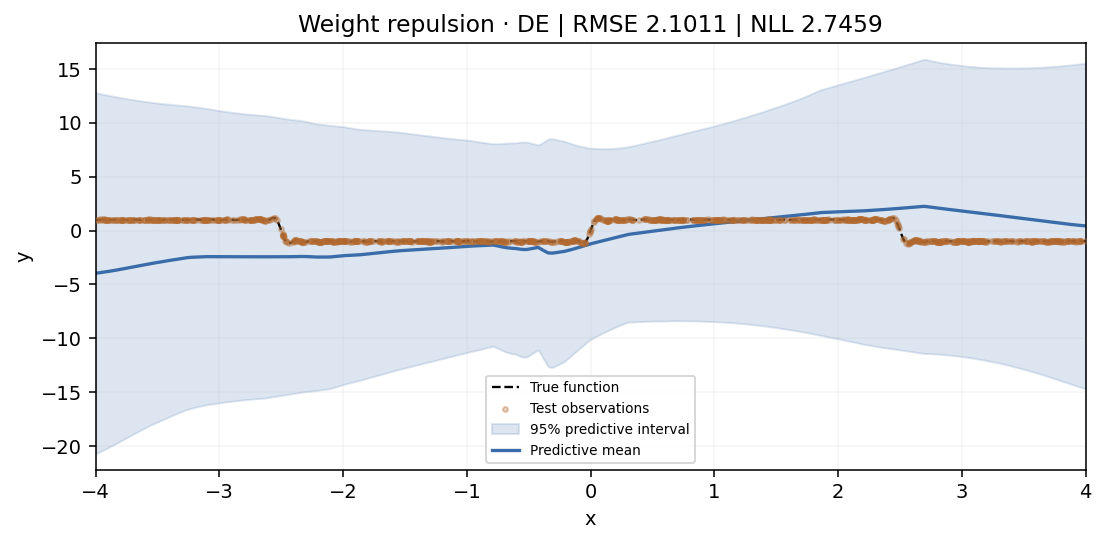 Weight repulsion · DE | RMSE 2.1011 | NLL 2.7459
15
10
5
0
−5
−10
−15
−20
y
True function
Test observations
95% predictive interval
Predictive mean
−4 −3 −2 −1 0 1 2 3 4
x